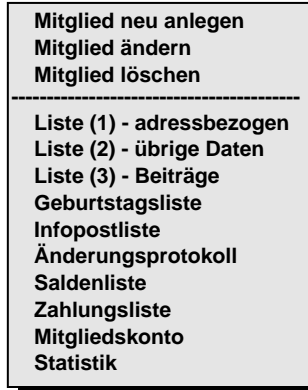 Mitglied neu anlegen
Mitglied ändern
Mitglied löschen
-----------------------------------------
Liste (1) - adressbezogen
Liste (2) - übrige Daten
Liste (3) - Beiträge
Geburtstagsliste
Infopostliste
Änderungsprotokoll
Saldenliste
Zahlungsliste
Mitgliedskonto
Statistik